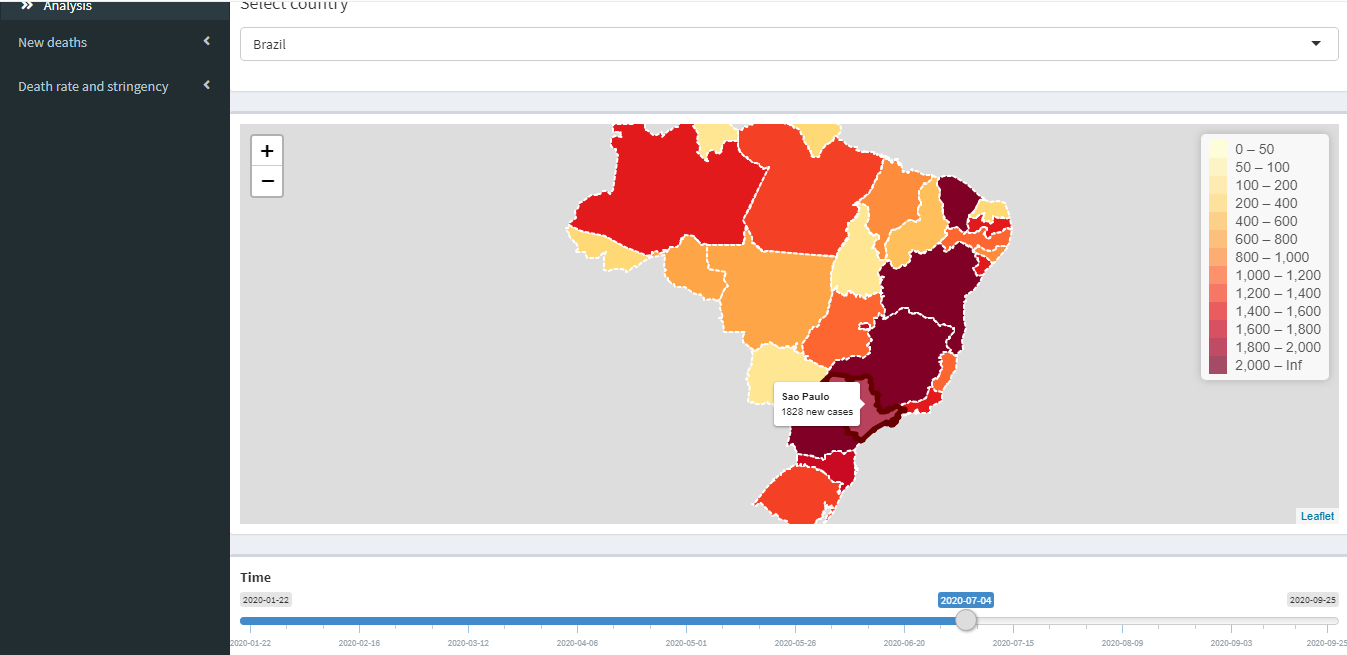 Analysis
New deaths
Death rate and stringency
Select country
Brazil
+
−
0 – 50
50 – 100
100 – 200
200 – 400
400 – 600
600 – 800
800 – 1,000
1,000 – 1,200
1,200 – 1,400
1,400 – 1,600
1,600 – 1,800
1,800 – 2,000
2,000 – Inf
Sao Paulo
1828 new cases
Leaflet
Time
2020-01-22
2020-07-04
2020-09-25
2020-01-22
2020-02-16
2020-03-12
2020-04-06
2020-05-01
2020-05-26
2020-06-20
2020-07-15
2020-08-09
2020-09-03
2020-09-25